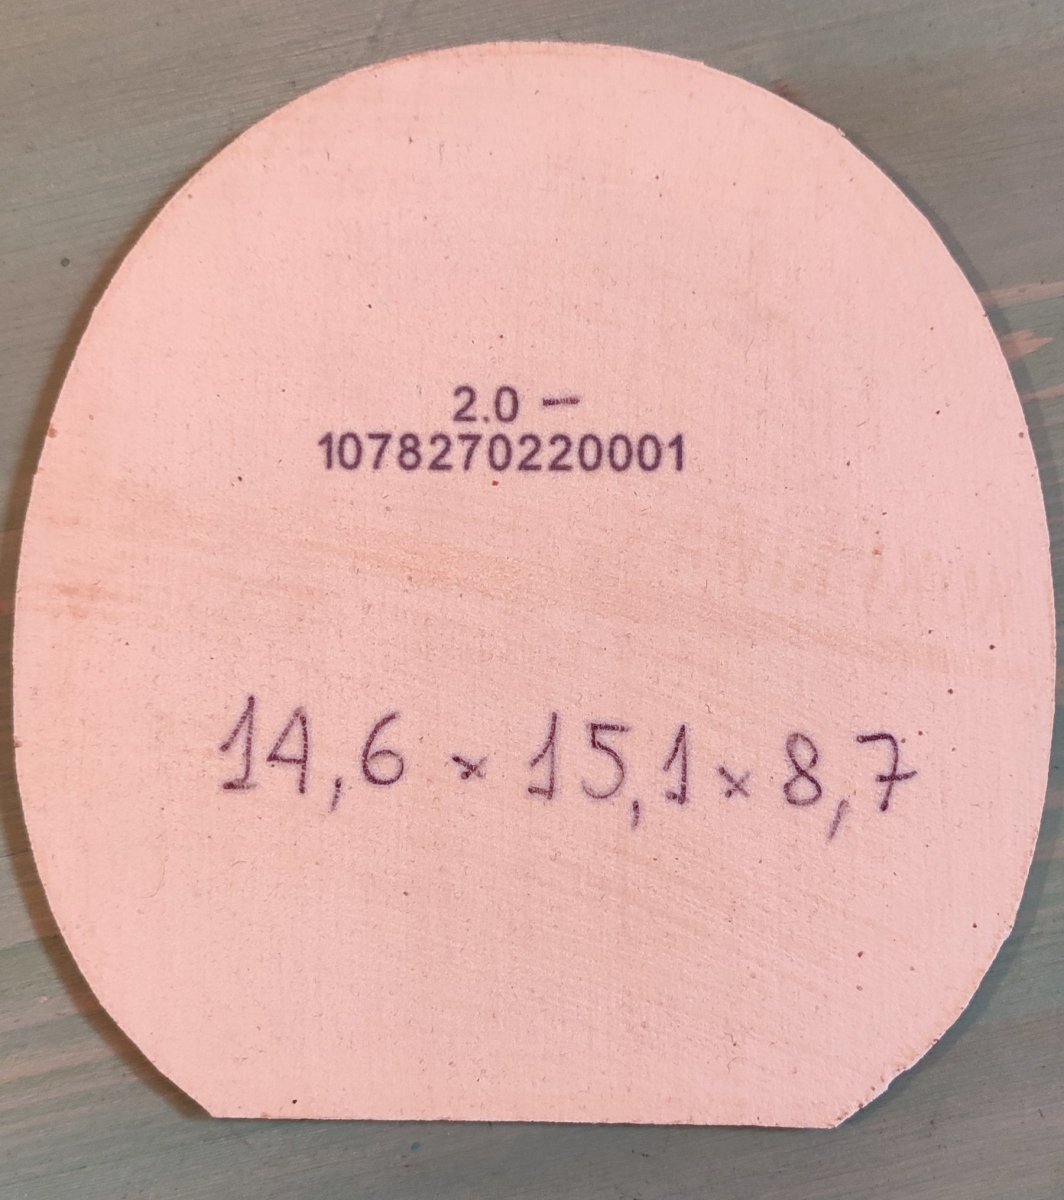 2.0 —
1078270220001
14,6 x 15,1 x 8,7